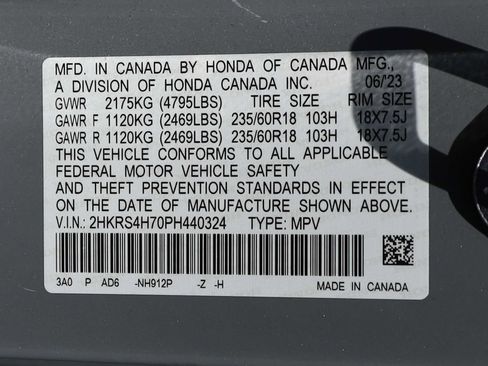 MFD. IN CANADA BY HONDA OF CANADA MFG.,
A DIVISION OF HONDA CANADA INC. 06/'23
GVWR 2175KG (4795LBS) TIRE SIZE RIM SIZE
GAWR F 1120KG (2469LBS) 235/60R18 103H 18X7.5J
GAWR R 1120KG (2469LBS) 235/60R18 103H 18X7.5J
THIS VEHICLE CONFORMS TO ALL APPLICABLE
FEDERAL MOTOR VEHICLE SAFETY
AND THEFT PREVENTION STANDARDS IN EFFECT
ON THE DATE OF MANUFACTURE SHOWN ABOVE.
V.I.N: 2HKRS4H70PH440324 TYPE: MPV
3A0 P AD6 -NH912P -Z -H MADE IN CANADA